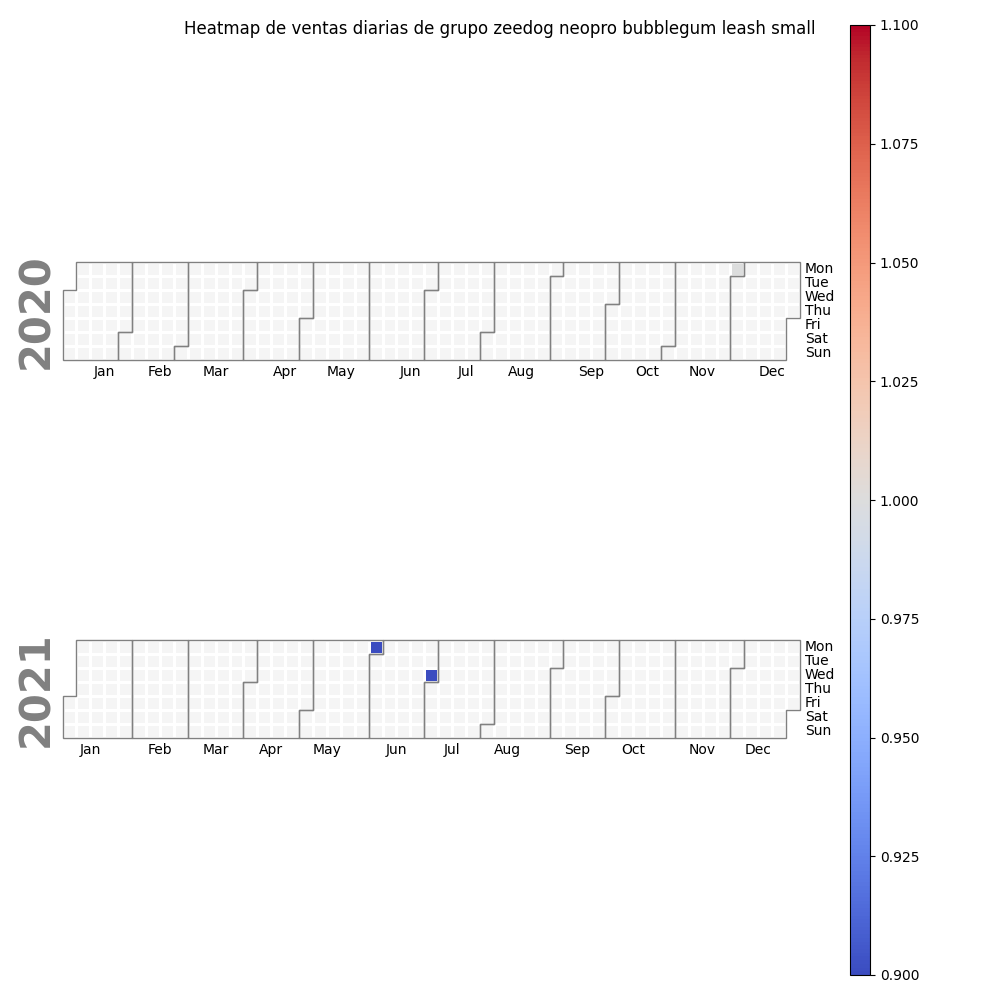 Heatmap de ventas diarias de grupo zeedog neopro bubblegum leash small
1.100
1.075
1.050
1.025
1.000
0.975
0.950
0.925
0.900
2020
Mon
Tue
Wed
Thu
Fri
Sat
Sun
Jan Feb Mar Apr May Jun Jul Aug Sep Oct Nov Dec
2021
Mon
Tue
Wed
Thu
Fri
Sat
Sun
Jan Feb Mar Apr May Jun Jul Aug Sep Oct Nov Dec